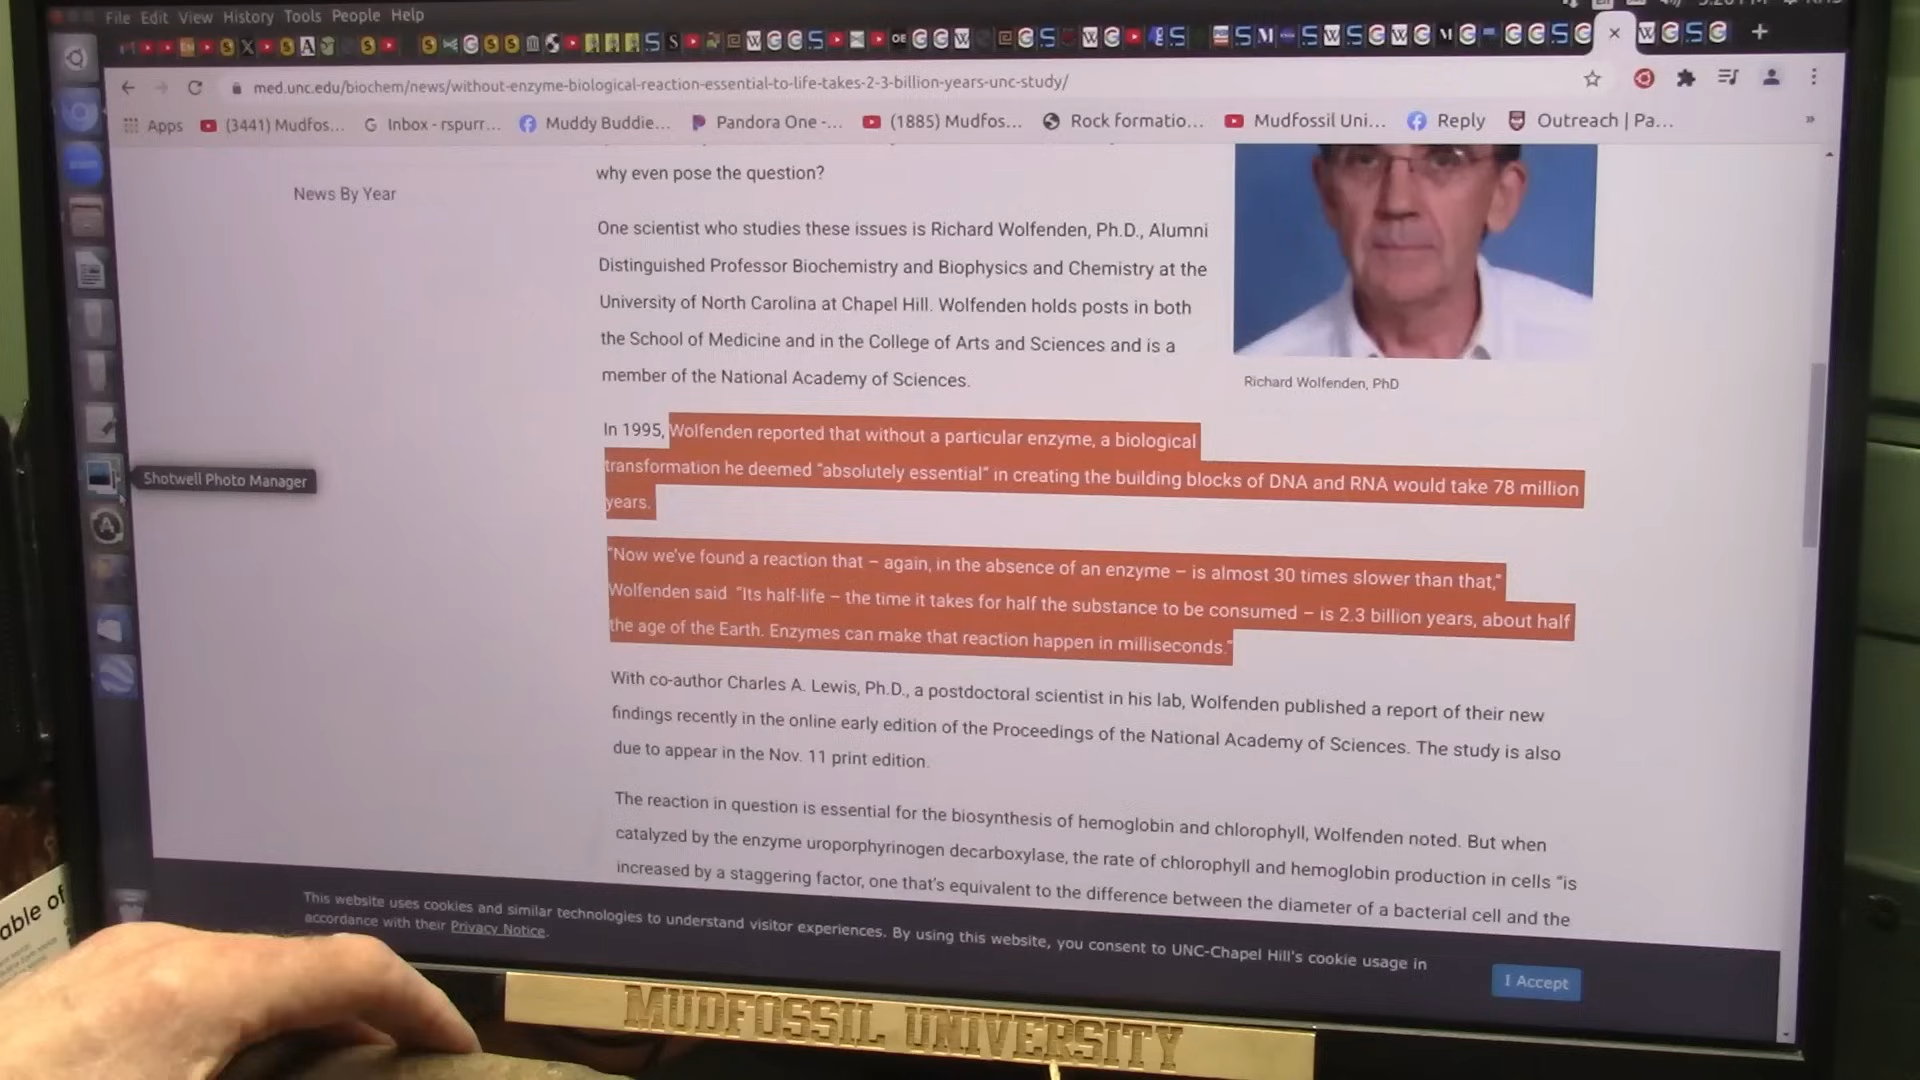 File Edit View History Tools People Help
med.unc.edu/biochem/news/without-enzyme-biological-reaction-essential-to-life-takes-2-3-billion-years-unc-study/
Apps (3441) Mudfos... Inbox - rspurr... Muddy Buddie... Pandora One -... (1885) Mudfos... Rock formatio... Mudfossil Uni... Reply Outreach | Pa... »
why even pose the question?
News By Year
One scientist who studies these issues is Richard Wolfenden, Ph.D., Alumni
Distinguished Professor Biochemistry and Biophysics and Chemistry at the
University of North Carolina at Chapel Hill. Wolfenden holds posts in both
the School of Medicine and in the College of Arts and Sciences and is a
member of the National Academy of Sciences.
Richard Wolfenden, PhD
In 1995, Wolfenden reported that without a particular enzyme, a biological
transformation he deemed “absolutely essential” in creating the building blocks of DNA and RNA would take 78 million
years.
Shotwell Photo Manager
“Now we’ve found a reaction that – again, in the absence of an enzyme – is almost 30 times slower than that,”
Wolfenden said “Its half-life – the time it takes for half the substance to be consumed – is 2.3 billion years, about half
the age of the Earth. Enzymes can make that reaction happen in milliseconds.”
With co-author Charles A. Lewis, Ph.D., a postdoctoral scientist in his lab, Wolfenden published a report of their new
findings recently in the online early edition of the Proceedings of the National Academy of Sciences. The study is also
due to appear in the Nov. 11 print edition.
The reaction in question is essential for the biosynthesis of hemoglobin and chlorophyll, Wolfenden noted. But when
catalyzed by the enzyme uroporphyrinogen decarboxylase, the rate of chlorophyll and hemoglobin production in cells “is
increased by a staggering factor, one that’s equivalent to the difference between the diameter of a bacterial cell and the
This website uses cookies and similar technologies to understand visitor experiences. By using this website, you consent to UNC-Chapel Hill's cookie usage in
accordance with their Privacy Notice.
I Accept
able of
MUDFOSSIL UNIVERSITY